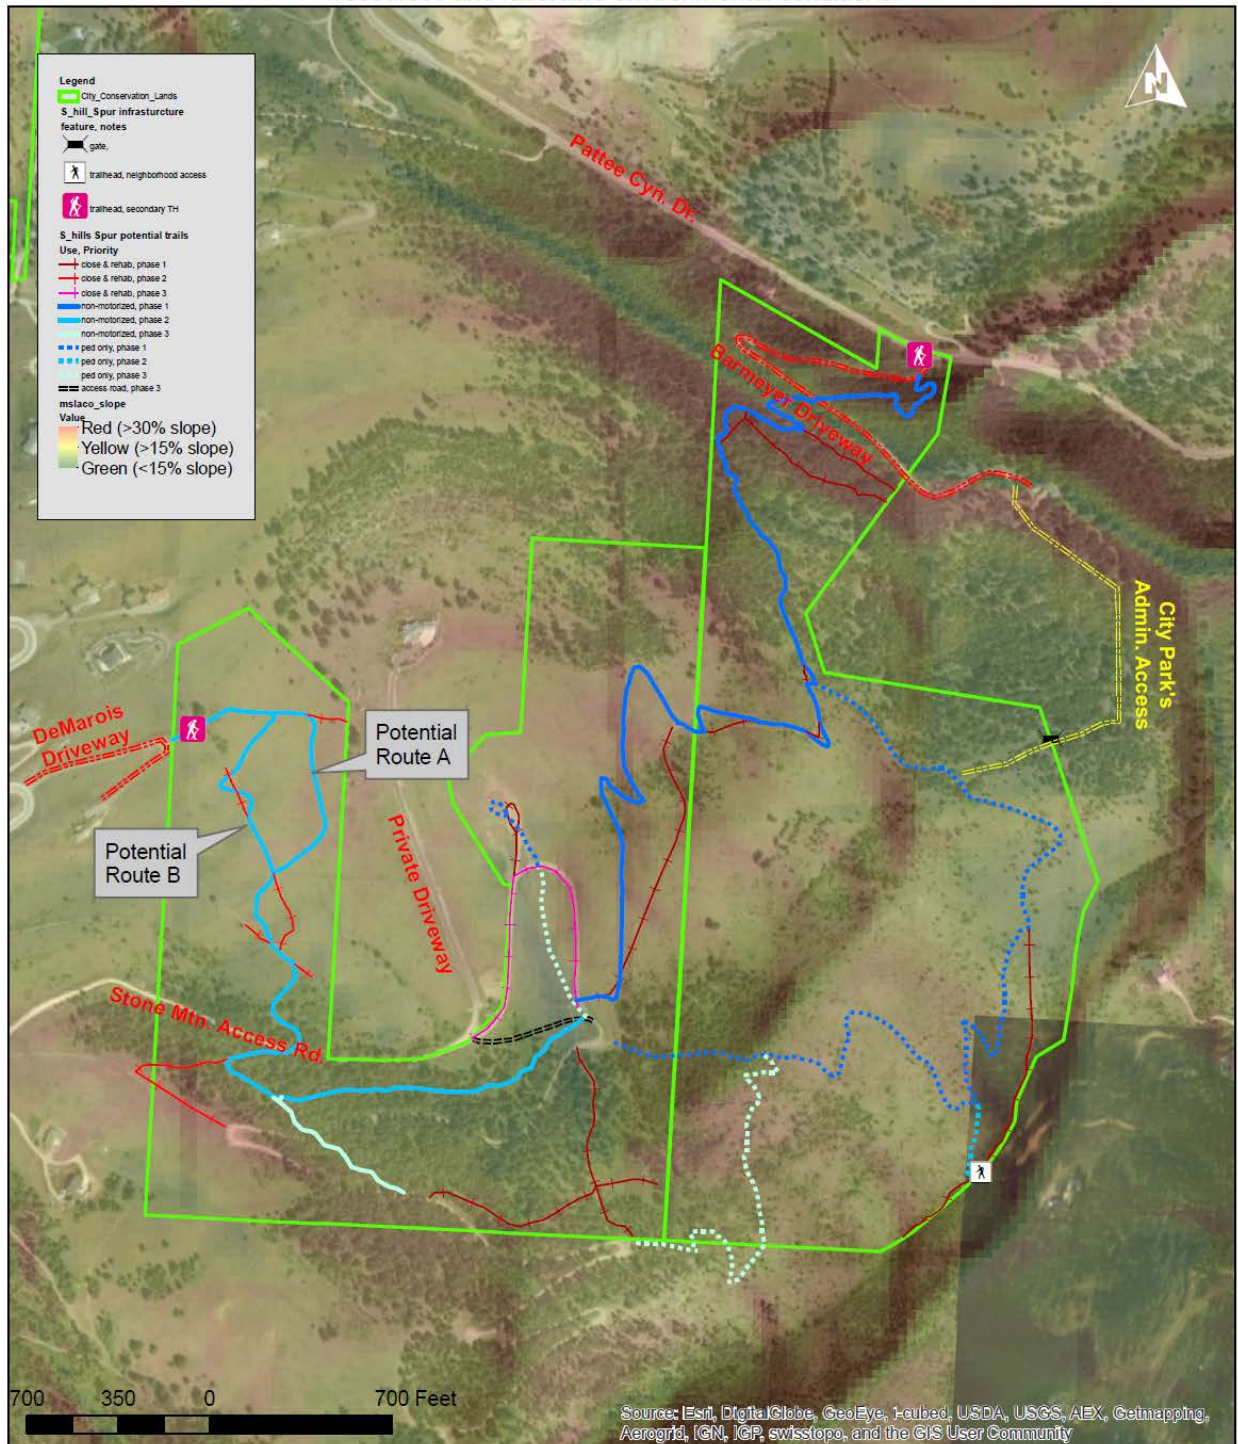 Legend
City_Conservation_Lands
S_hill_Spur infrasturcture
feature, notes
gate,
trailhead, neighborhood access
trailhead, secondary TH
S_hills Spur potential trails
Use, Priority
close & rehab, phase 1
close & rehab, phase 2
close & rehab, phase 3
non-motorized, phase 1
non-motorized, phase 2
non-motorized, phase 3
ped only, phase 1
ped only, phase 2
ped only, phase 3
access road, phase 3
mslaco_slope
Value
Red (>30% slope)
Yellow (>15% slope)
Green (<15% slope)
N
Pattee Cyn. Dr.
Barmeyer Driveway
City Park's
Admin. Access
DeMarois
Driveway
Potential
Route A
Potential
Route B
Private Driveway
Stone Mtn. Access Rd
700 350 0 700 Feet
Source: Esri, DigitalGlobe, GeoEye, i-cubed, USDA, USGS, AEX, Getmapping,
Aerogrid, IGN, IGP, swisstopo, and the GIS User Community